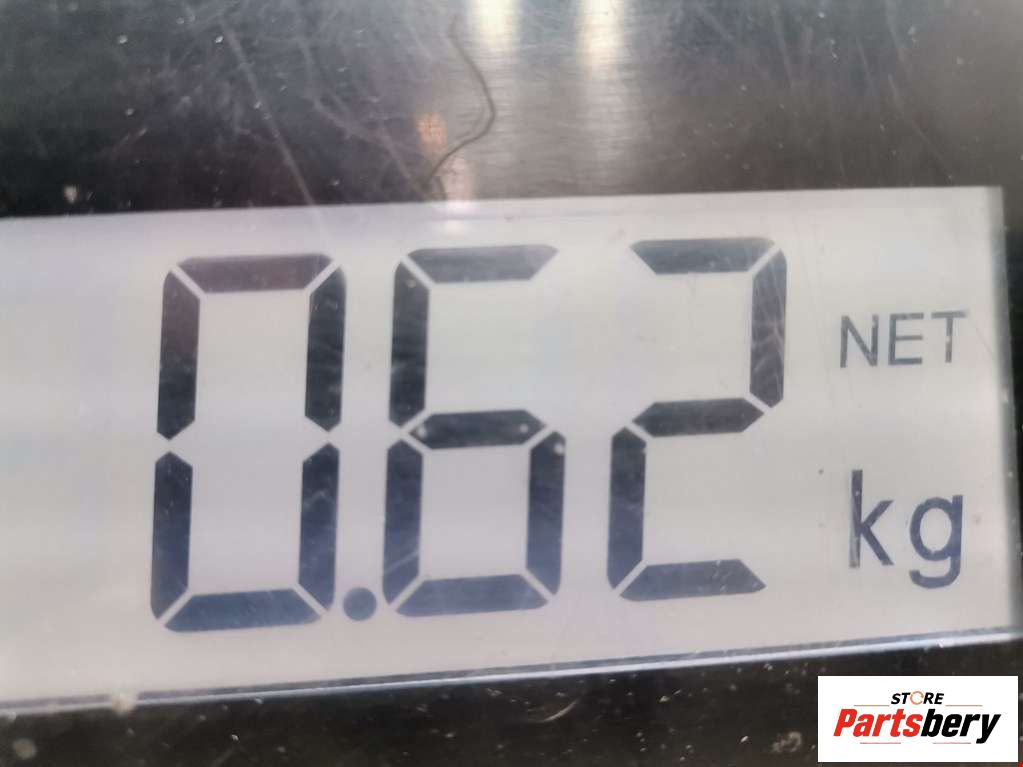 0.62
NET
kg
STORE
Partsbery